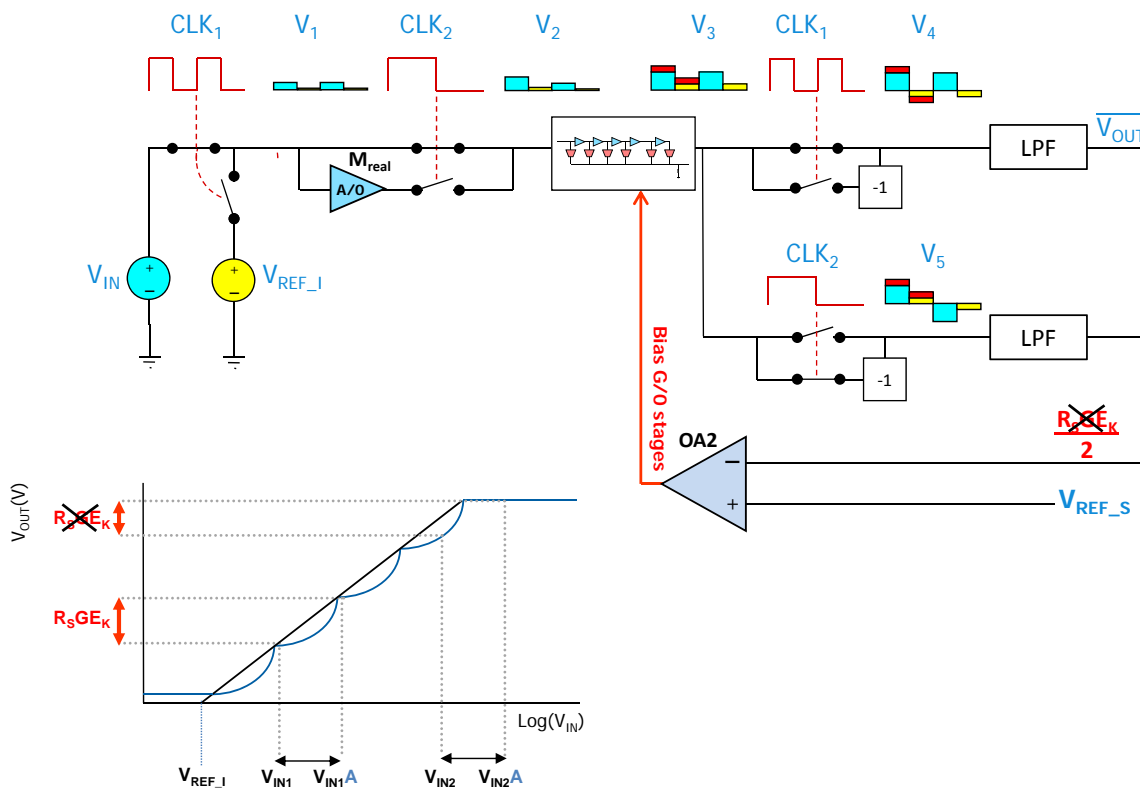 CLK1 V1 CLK2 V2 V3 CLK1 V4
Mreal
A/0
-1
LPF
VOUT
VIN
VREF_I
CLK2 V5
-1
LPF
Bias G/0 stages
OA2
RSGEK
2
VREF_S
VOUT(V)
RSGEK
RSGEK
Log(VIN)
VREF_I VIN1 VIN1A VIN2 VIN2A